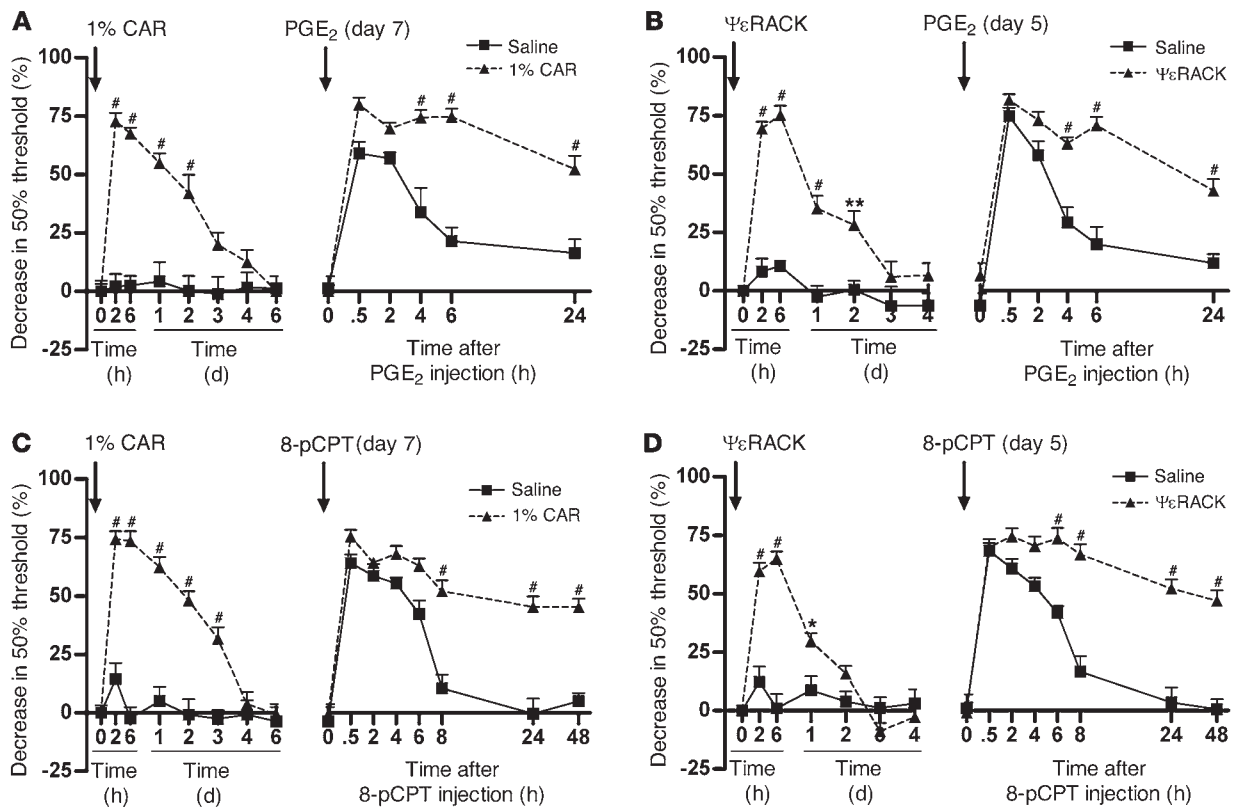 A
1% CAR
PGE₂ (day 7)
Saline
1% CAR
Decrease in 50% threshold (%)
100
75
50
25
0
-25
# # # #
# # #
0 2 6 1 2 3 4 6
0 .5 2 4 6 24
Time (h)
Time (d)
Time after
PGE₂ injection (h)
B
ΨεRACK
PGE₂ (day 5)
Saline
ΨεRACK
Decrease in 50% threshold (%)
100
75
50
25
0
-25
# # # **
# # #
0 2 6 1 2 3 4
0 .5 2 4 6 24
Time (h)
Time (d)
Time after
PGE₂ injection (h)
C
1% CAR
8-pCPT (day 7)
Saline
1% CAR
Decrease in 50% threshold (%)
100
75
50
25
0
-25
# # # # #
# # #
0 2 6 1 2 3 4 6
0 .5 2 4 6 8 24 48
Time (h)
Time (d)
Time after
8-pCPT injection (h)
D
ΨεRACK
8-pCPT (day 5)
Saline
ΨεRACK
Decrease in 50% threshold (%)
100
75
50
25
0
-25
# # *
# # # #
0 2 6 1 2 3 4
0 .5 2 4 6 8 24 48
Time (h)
Time (d)
Time after
8-pCPT injection (h)